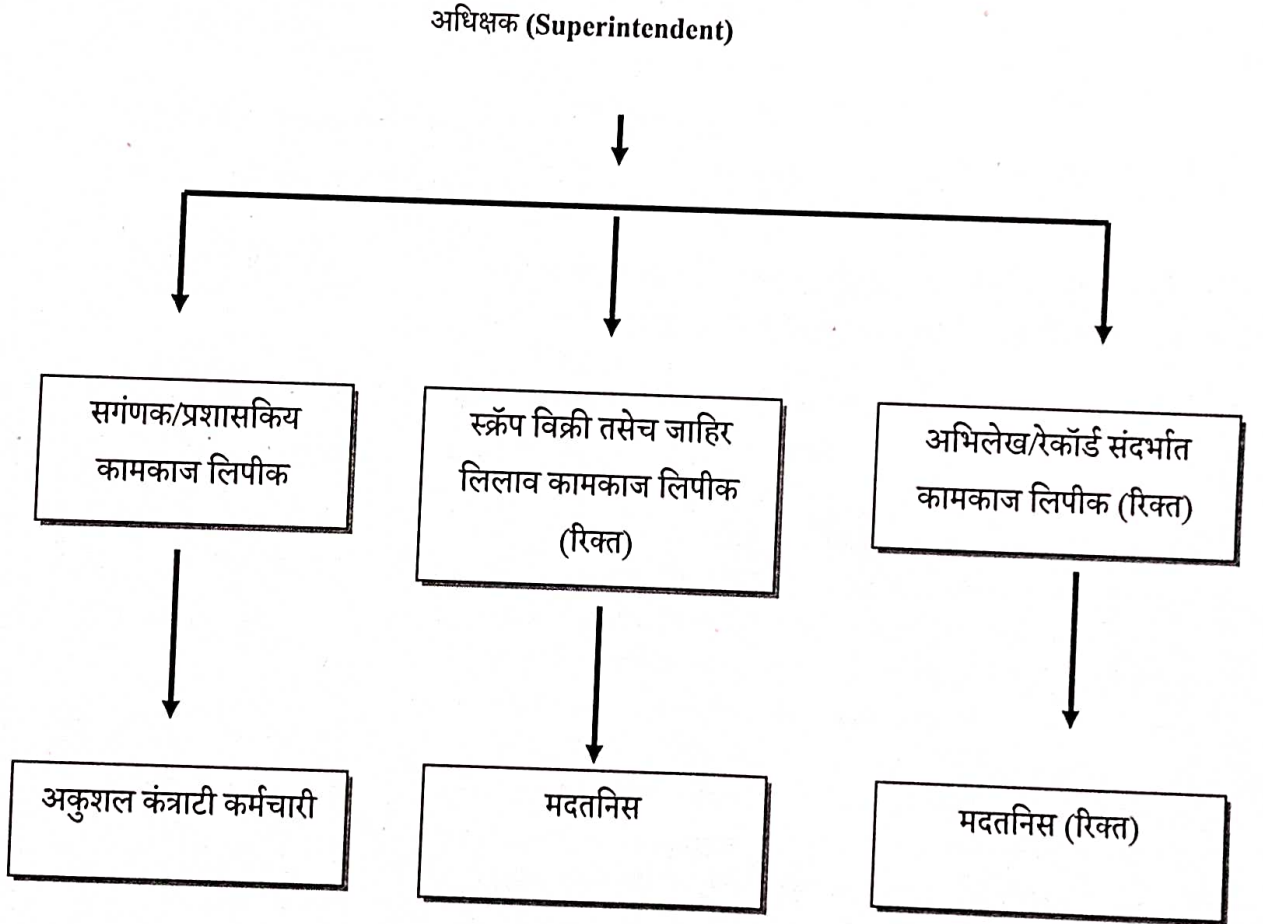 अधिक्षक (Superintendent)
सगंणक/प्रशासकिय
कामकाज लिपीक
स्क्रॅप विक्री तसेच जाहिर
लिलाव कामकाज लिपीक
(रिक्त)
अभिलेख/रेकॉर्ड संदर्भात
कामकाज लिपीक (रिक्त)
अकुशल कंत्राटी कर्मचारी
मदतनिस
मदतनिस (रिक्त)